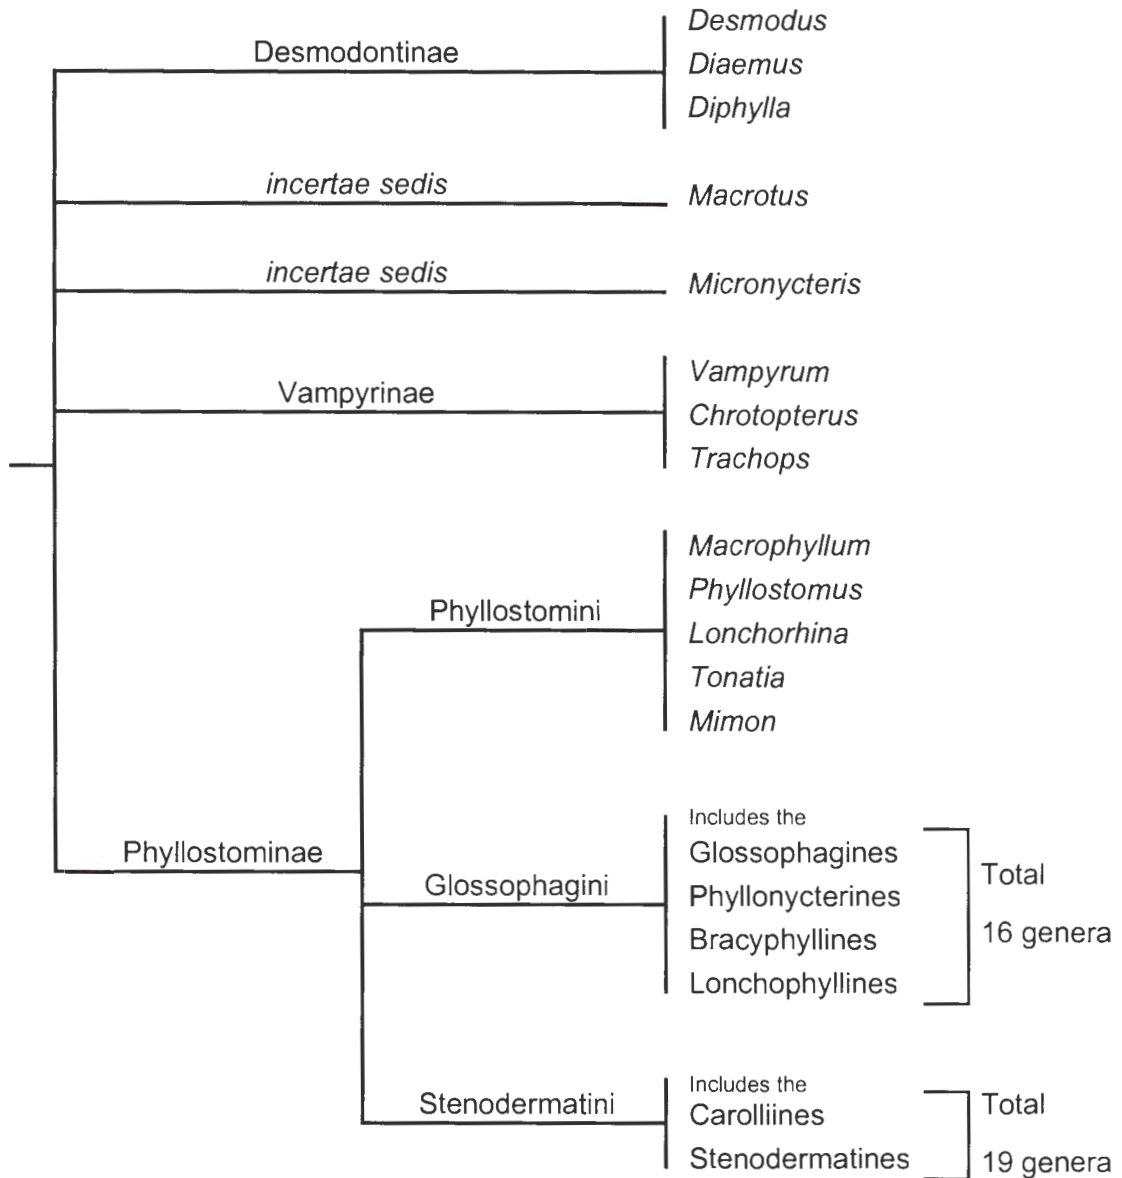 Desmodontinae
Desmodus
Diaemus
Diphylla
incertae sedis
Macrotus
incertae sedis
Micronycteris
Vampyrinae
Vampyrum
Chrotopterus
Trachops
Phyllostominae
Phyllostomini
Macrophyllum
Phyllostomus
Lonchorhina
Tonatia
Mimon
Glossophagini
Includes the
Glossophagines
Phyllonycterines
Bracyphyllines
Lonchophyllines
Total
16 genera
Stenodermatini
Includes the
Carolliines
Stenodermatines
Total
19 genera